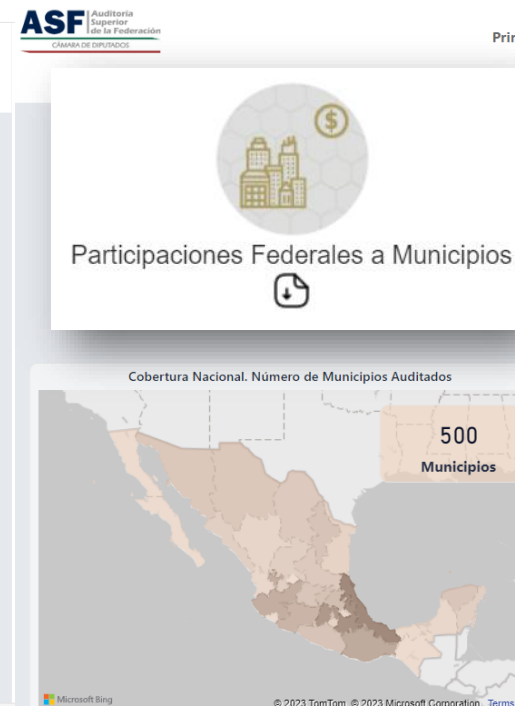 ASF Auditoría
Superior
de la Federación
CÁMARA DE DIPUTADOS
$
Participaciones Federales a Municipios
Cobertura Nacional. Número de Municipios Auditados
500
Municipios
Microsoft Bing
© 2023 TomTom, © 2023 Microsoft Corporation Terms